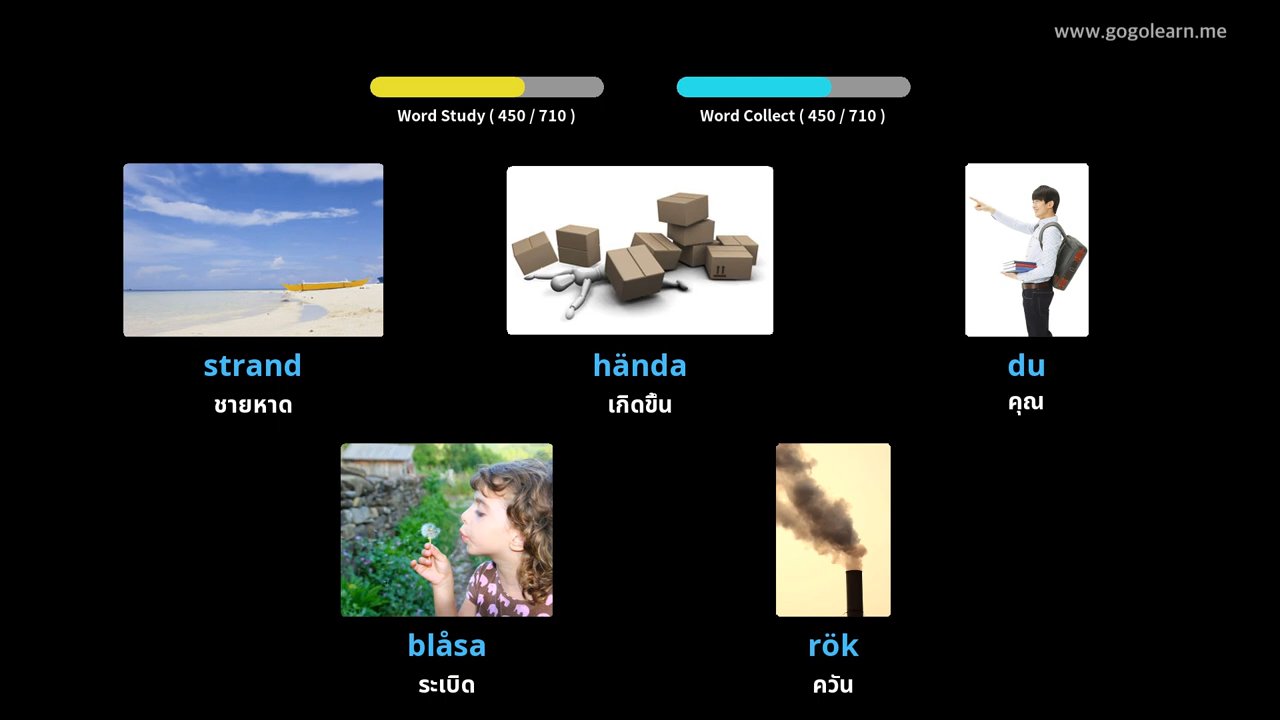 www.gogolearn.me
Word Study ( 450 / 710 )
Word Collect ( 450 / 710 )
strand
ชายหาด
hända
เกิดขึ้น
du
คุณ
blåsa
ระเบิด
rök
ควัน